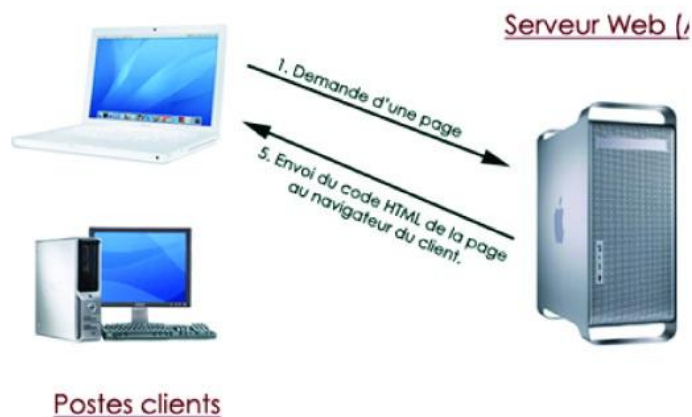 Serveur Web (
1. Demande d'une page
5. Envoi du code HTML de la page
au navigateur du client.
Postes clients